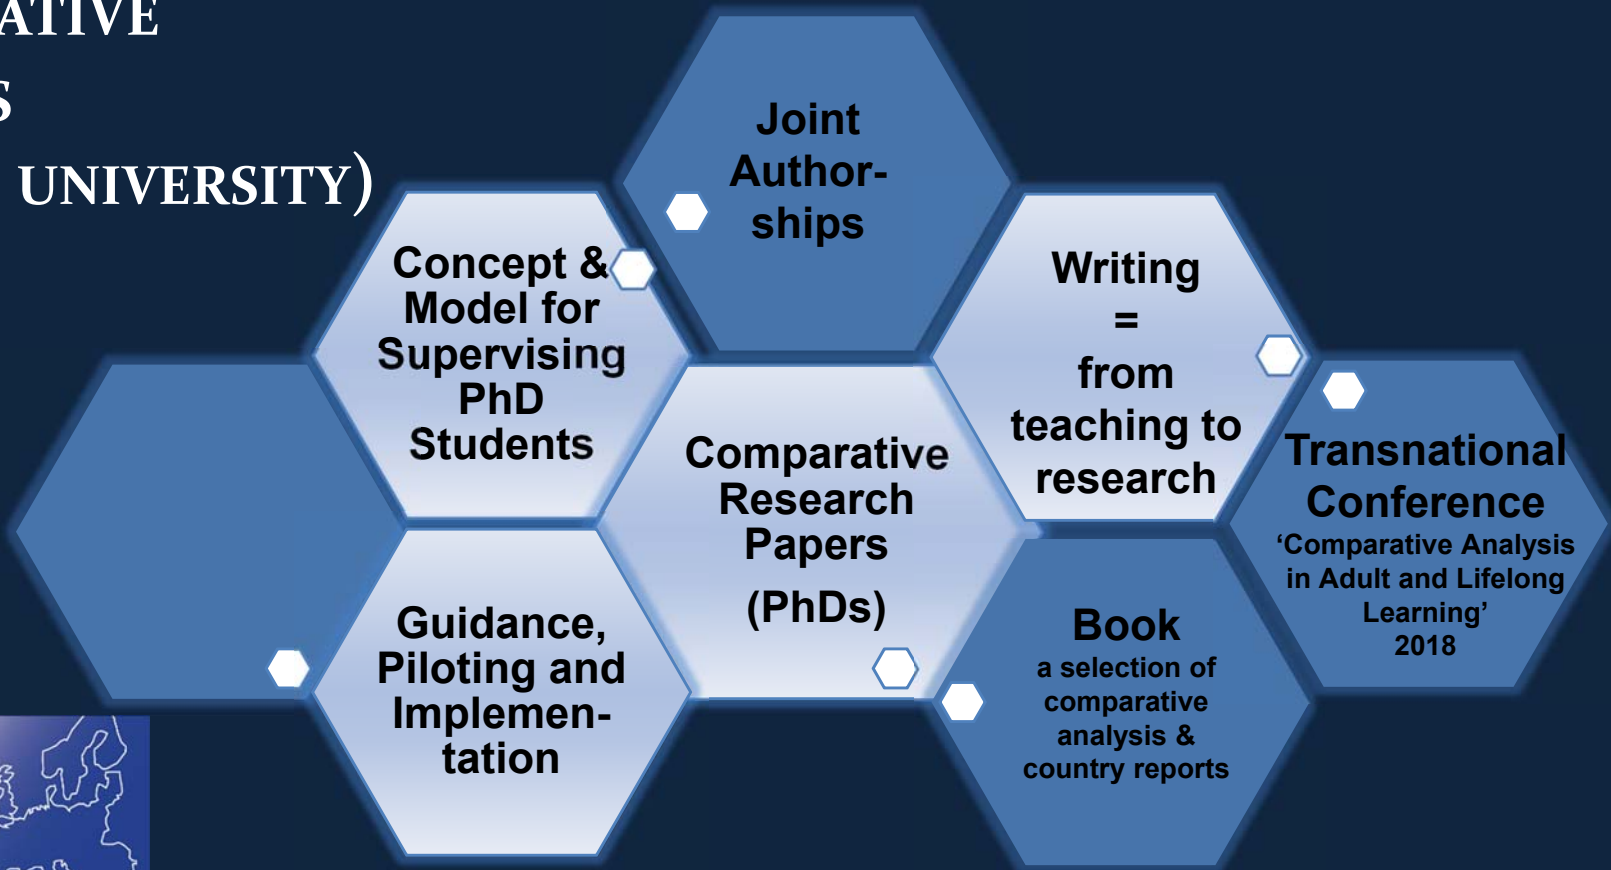 ATIVE
S
UNIVERSITY)
Joint
Author-
ships
Concept &
Model for
Supervising
PhD
Students
Writing
=
from
teaching to
research
Comparative
Research
Papers
(PhDs)
Transnational
Conference
‘Comparative Analysis
in Adult and Lifelong
Learning’
2018
Guidance,
Piloting and
Implemen-
tation
Book
a selection of
comparative
analysis &
country reports